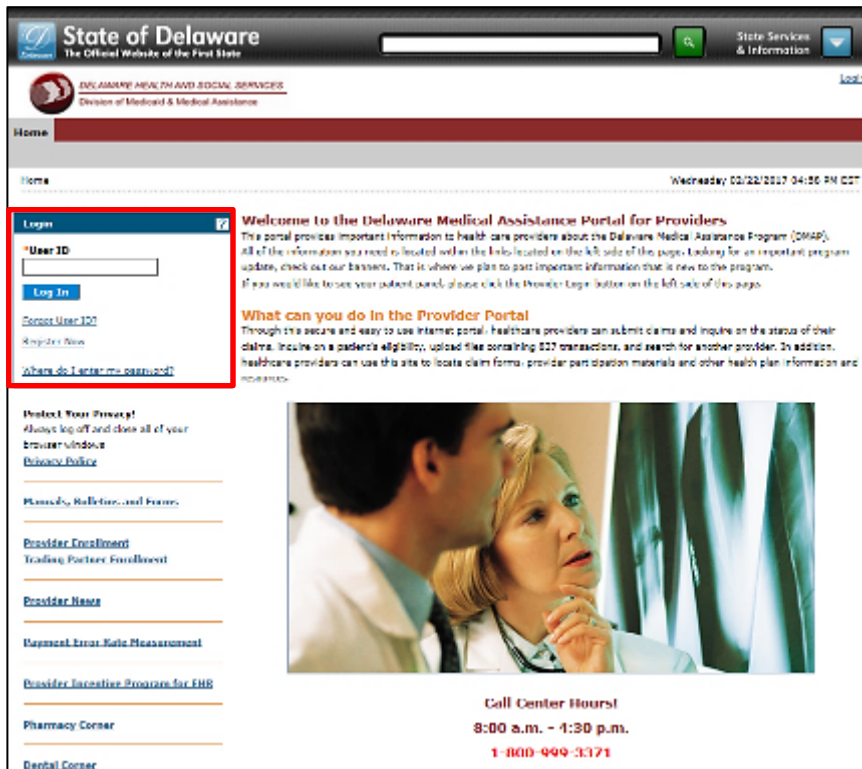 State of Delaware
The Official Website of the First State
State Services
& Information
DELAWARE HEALTH AND SOCIAL SERVICES
Division of Medicaid & Medical Assistance
Home
Home
Wednesday 02/22/2017 04:56 PM EST
Login
?
*User ID
Log In
Forgot User ID?
Register Now
Where do I enter my password?
Protect Your Privacy!
Always log off and close all of your
browser windows
Privacy Policy
Manuals, Bulletins and Forms
Provider Enrollment
Trading Partner Enrollment
Provider News
Payment Error Rate Measurement
Provider Incentive Program for EHR
Pharmacy Corner
Dental Corner
Welcome to the Delaware Medical Assistance Portal for Providers
This portal provides important information to health care providers about the Delaware Medical Assistance Program (DMAP).
All of the information you need is located within the links located on the left side of this page. Looking for an important program
update, check out our banners. That is where we plan to post important information that is new to the program.
If you would like to see your patient panel, please click the Provider Login button on the left side of this page.
What can you do in the Provider Portal
Through this secure and easy to use internet portal, healthcare providers can submit claims and inquire on the status of their
claims, inquire on a patient's eligibility, upload files containing 837 transactions, and search for another provider. In addition,
healthcare providers can use this site to locate claim forms, provider participation materials and other health plan information and
resources.
Call Center Hours!
8:00 a.m. - 4:30 p.m.
1-800-999-3371